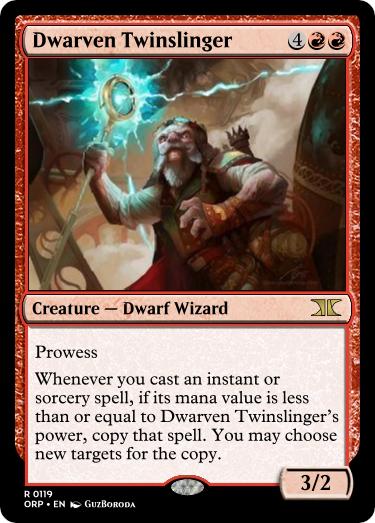 Dwarven Twinslinger 4
Creature — Dwarf Wizard
Prowess
Whenever you cast an instant or
sorcery spell, if its mana value is less
than or equal to Dwarven Twinslinger's
power, copy that spell. You may choose
new targets for the copy.
3/2
R 0119
ORP • EN GuzBoroda